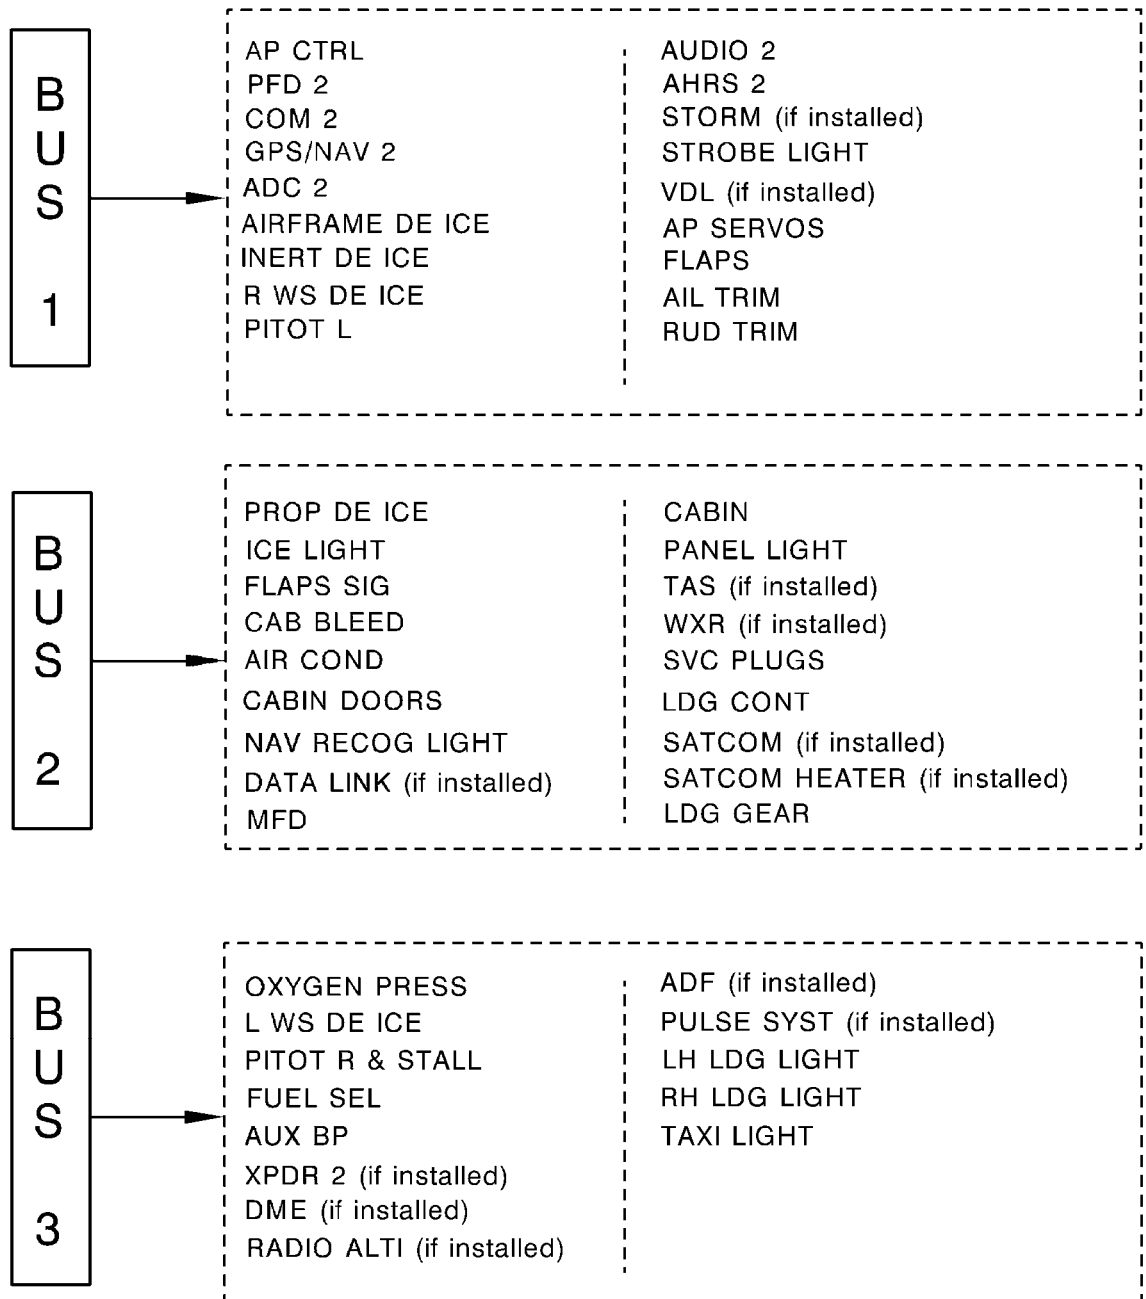 BUS 1
AP CTRL
PFD 2
COM 2
GPS/NAV 2
ADC 2
AIRFRAME DE ICE
INERT DE ICE
R WS DE ICE
PITOT L
AUDIO 2
AHRS 2
STORM (if installed)
STROBE LIGHT
VDL (if installed)
AP SERVOS
FLAPS
AIL TRIM
RUD TRIM
BUS 2
PROP DE ICE
ICE LIGHT
FLAPS SIG
CAB BLEED
AIR COND
CABIN DOORS
NAV RECOG LIGHT
DATA LINK (if installed)
MFD
CABIN
PANEL LIGHT
TAS (if installed)
WXR (if installed)
SVC PLUGS
LDG CONT
SATCOM (if installed)
SATCOM HEATER (if installed)
LDG GEAR
BUS 3
OXYGEN PRESS
L WS DE ICE
PITOT R & STALL
FUEL SEL
AUX BP
XPDR 2 (if installed)
DME (if installed)
RADIO ALTI (if installed)
ADF (if installed)
PULSE SYST (if installed)
LH LDG LIGHT
RH LDG LIGHT
TAXI LIGHT